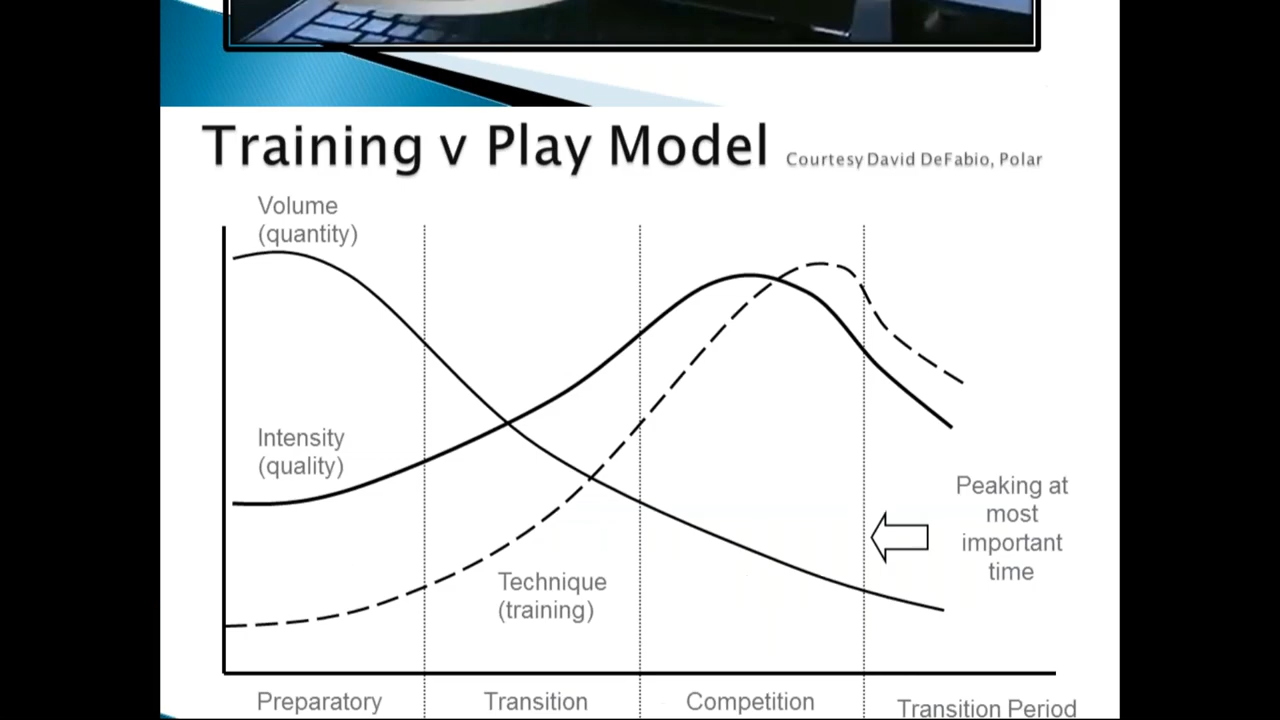 Training v Play Model Courtesy David DeFabio, Polar
Volume
(quantity)
Intensity
(quality)
Peaking at
most
important
time
Technique
(training)
Preparatory
Transition
Competition
Transition Period